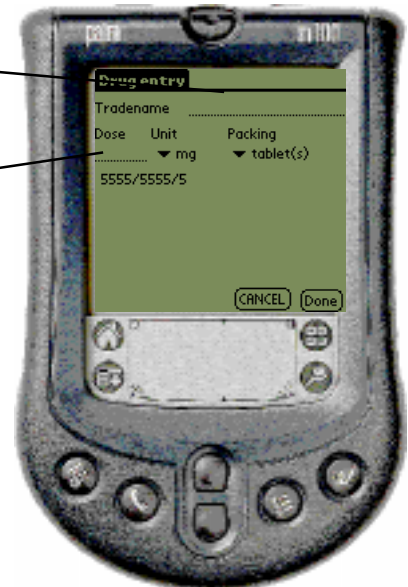 palm m100
Drug entry
Tradename
Dose Unit Packing
mg tablet(s)
5555/5555/5
CANCEL Done